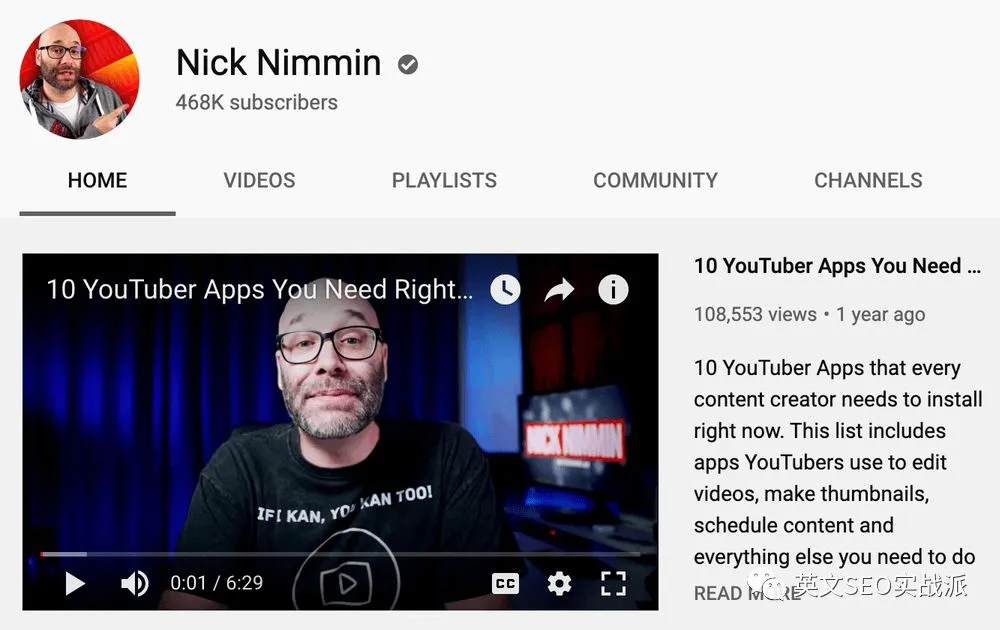 Nick Nimmin
468K subscribers
HOME VIDEOS PLAYLISTS COMMUNITY CHANNELS
10 YouTuber Apps You Need Right...
IF I KAN, YOU KAN TOO!
NICK NIMMIN
0:01 / 6:29
CC
10 YouTuber Apps You Need ...
108,553 views • 1 year ago
10 YouTuber Apps that every
content creator needs to install
right now. This list includes
apps YouTubers use to edit
videos, make thumbnails,
schedule content and
everything else you need to do
READ MORE
英文SEO实战派